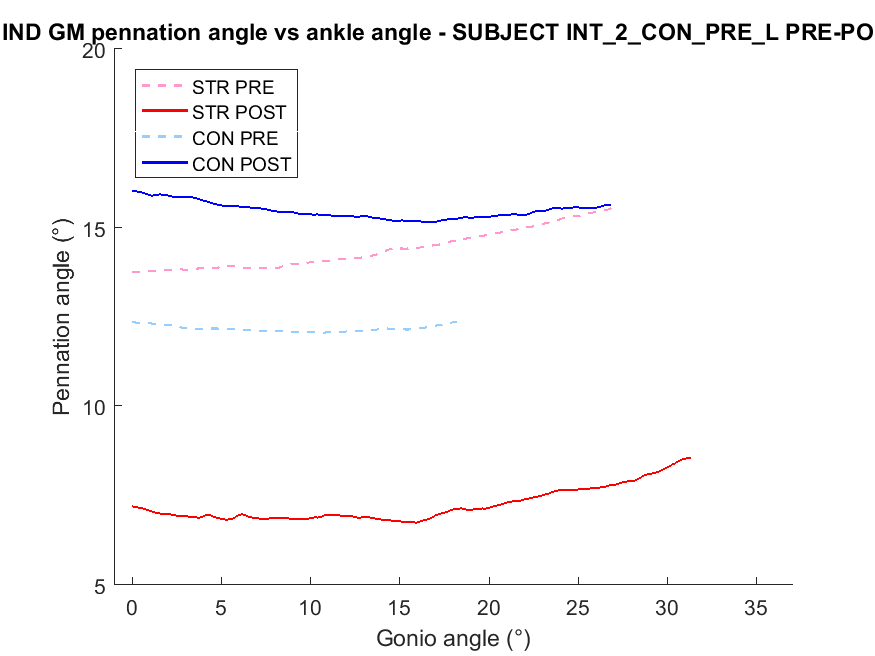 IND GM pennation angle vs ankle angle - SUBJECT INT_2_CON_PRE_L PRE-PO
20
STR PRE
STR POST
CON PRE
CON POST
15
10
5
Pennation angle (°)
0 5 10 15 20 25 30 35
Gonio angle (°)